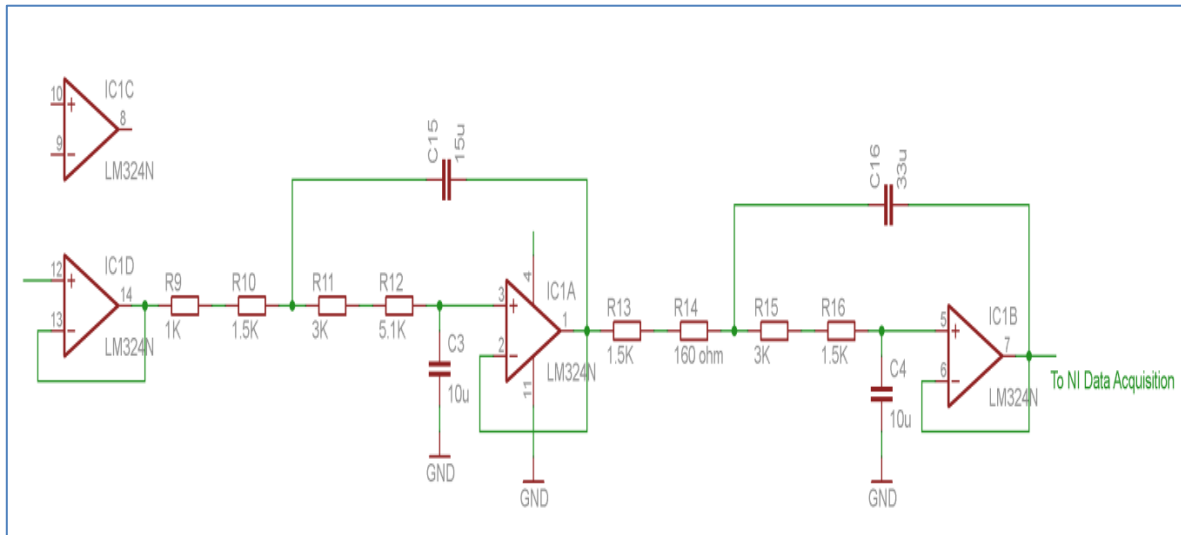 IC1C
10
+
8
9
-
LM324N
C15
15u
C16
33u
IC1D
12
+
14
13
-
LM324N
R9
1K
R10
1.5K
R11
3K
R12
5.1K
C3
10u
GND
4
IC1A
3
+
1
2
-
LM324N
11
GND
R13
1.5K
R14
160 ohm
R15
3K
R16
1.5K
C4
10u
GND
IC1B
5
+
7
6
-
LM324N
To NI Data Acquisition